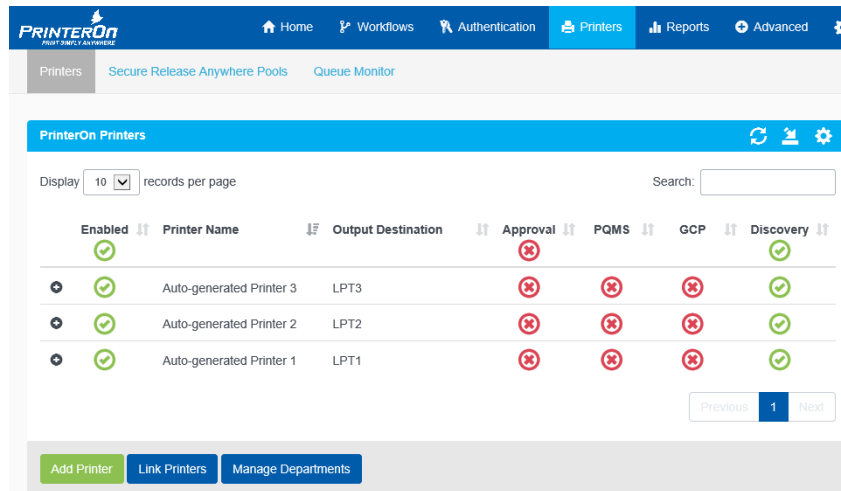 PRINTERON
PRINT SIMPLY ANYWHERE
Home Workflows Authentication Printers Reports Advanced
Printers Secure Release Anywhere Pools Queue Monitor
PrinterOn Printers
Display 10 records per page Search:
Enabled Printer Name Output Destination Approval PQMS GCP Discovery
Auto-generated Printer 3 LPT3
Auto-generated Printer 2 LPT2
Auto-generated Printer 1 LPT1
Previous 1 Next
Add Printer Link Printers Manage Departments